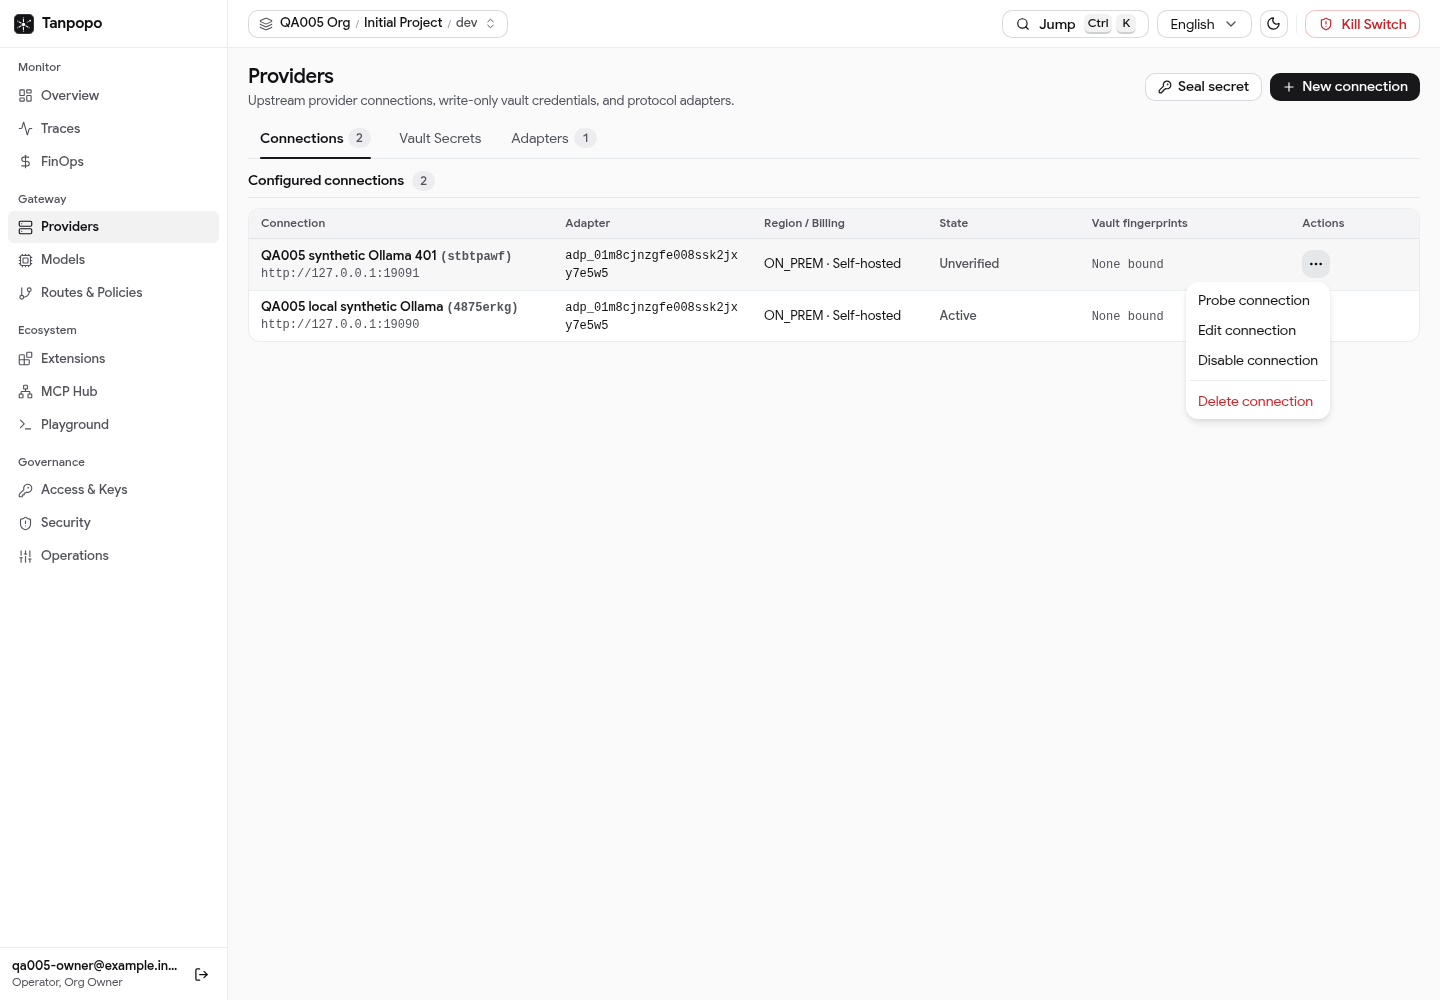 Tanpopo
QA005 Org / Initial Project / dev
Jump Ctrl K
English
Kill Switch
Monitor
Overview
Traces
FinOps
Gateway
Providers
Models
Routes & Policies
Ecosystem
Extensions
MCP Hub
Playground
Governance
Access & Keys
Security
Operations
qa005-owner@example.in...
Operator, Org Owner
Providers
Upstream provider connections, write-only vault credentials, and protocol adapters.
Seal secret
New connection
Connections 2
Vault Secrets
Adapters 1
Configured connections 2
Connection Adapter Region / Billing State Vault fingerprints Actions
QA005 synthetic Ollama 401 (stbtpawf)
http://127.0.0.1:19091
adp_01m8cjnzgfe008ssk2jx
y7e5w5
ON_PREM · Self-hosted
Unverified
None bound
QA005 local synthetic Ollama (4875erkg)
http://127.0.0.1:19090
adp_01m8cjnzgfe008ssk2jx
y7e5w5
ON_PREM · Self-hosted
Active
None bound
Probe connection
Edit connection
Disable connection
Delete connection